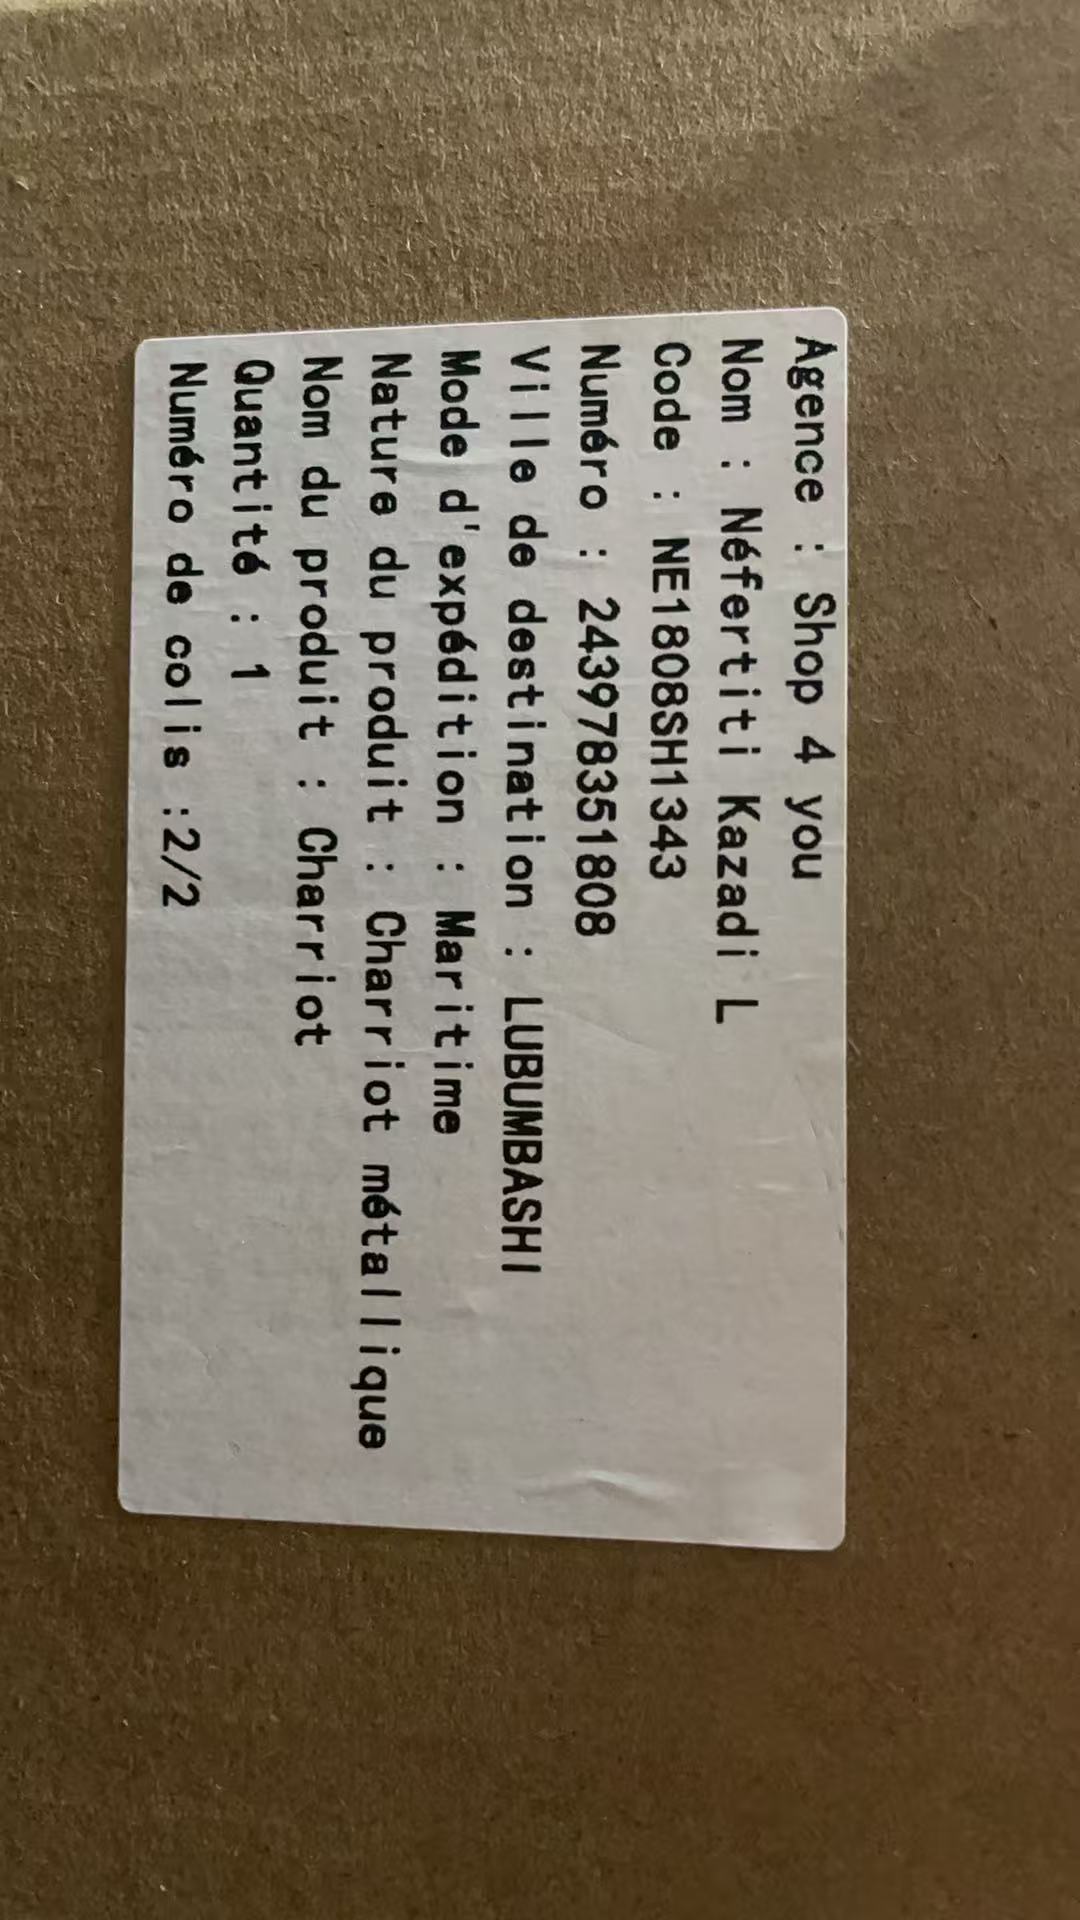 Agence : Shop 4 you
Nom : Néfertiti Kazadi L
Code : NE1808SH1343
Numéro : 243978351808
Ville de destination : LUBUMBASHI
Mode d'expédition : Maritime
Nature du produit : Charriot métallique
Nom du produit : Charriot
Quantité : 1
Numéro de colis :2/2